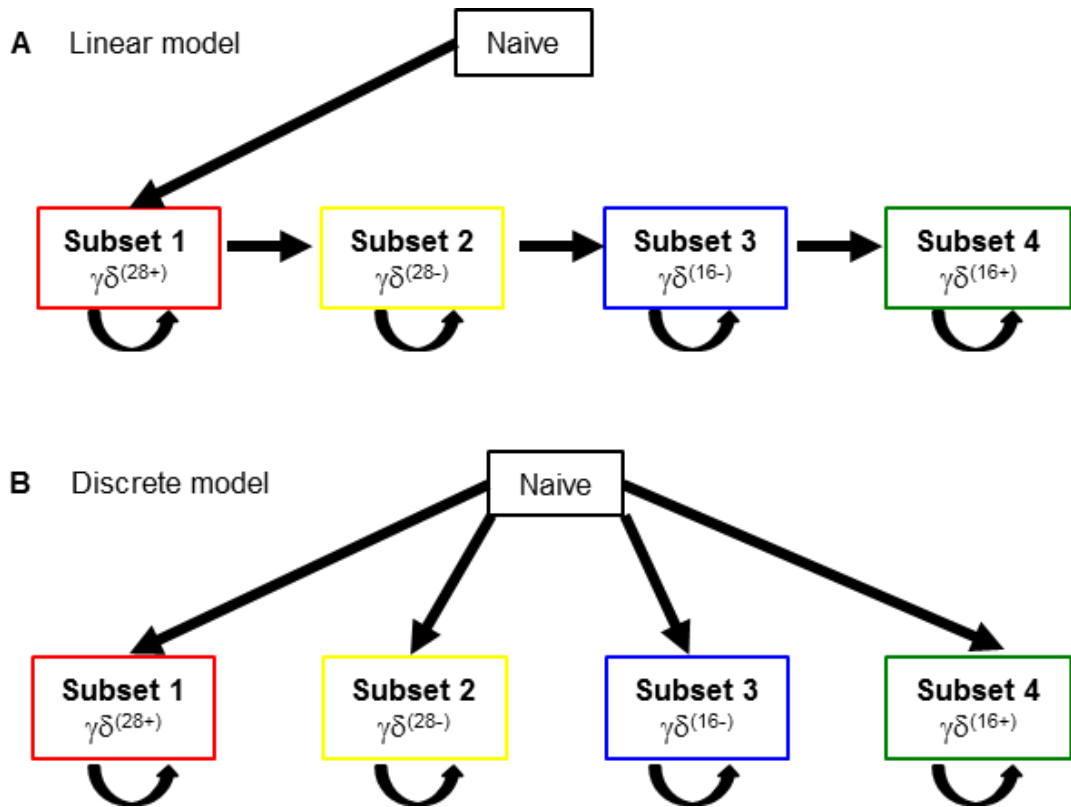 A Linear model
Naive
Subset 1
γδ(28+)
Subset 2
γδ(28-)
Subset 3
γδ(16-)
Subset 4
γδ(16+)
B Discrete model
Naive
Subset 1
γδ(28+)
Subset 2
γδ(28-)
Subset 3
γδ(16-)
Subset 4
γδ(16+)